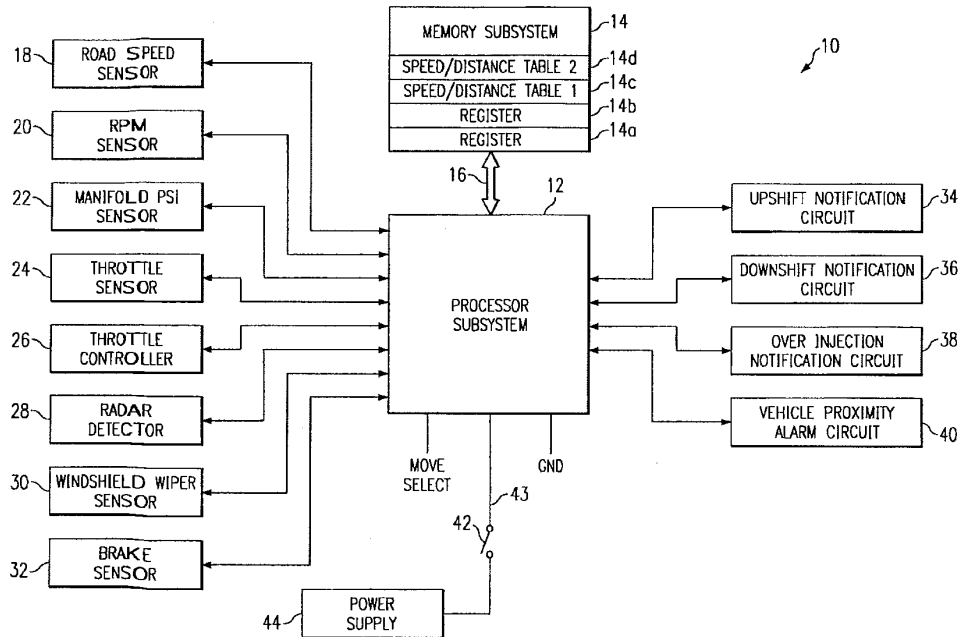 MEMORY SUBSYSTEM
14
SPEED/DISTANCE TABLE 2
14d
SPEED/DISTANCE TABLE 1
14c
REGISTER
14b
REGISTER
14a
10
16
12
18
ROAD SPEED
SENSOR
20
RPM
SENSOR
22
MANIFOLD PSI
SENSOR
24
THROTTLE
SENSOR
26
THROTTLE
CONTROLLER
28
RADAR
DETECTOR
30
WINDSHIELD WIPER
SENSOR
32
BRAKE
SENSOR
PROCESSOR
SUBSYSTEM
MOVE
SELECT
GND
43
42
44
POWER
SUPPLY
UPSHIFT NOTIFICATION
CIRCUIT
34
DOWNSHIFT NOTIFICATION
CIRCUIT
36
OVER INJECTION
NOTIFICATION CIRCUIT
38
VEHICLE PROXIMITY
ALARM CIRCUIT
40